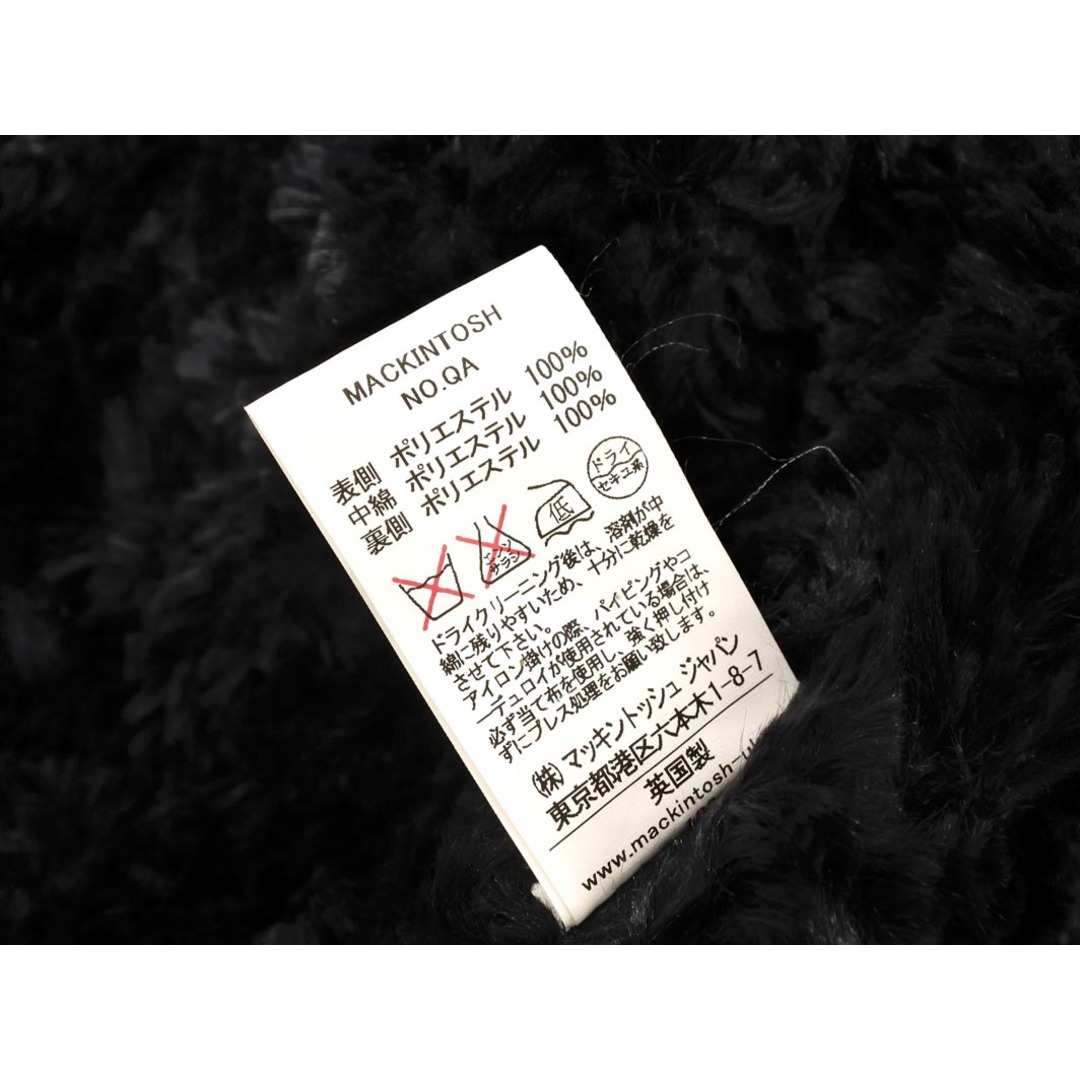 MACKINTOSH
NO.QA
表側 ポリエステル 100%
中綿 ポリエステル 100%
裏側 ポリエステル 100%
低
ドライ
セキユ系
ドライクリーニング後は、溶剤が中
綿に残りやすいため、十分に乾燥を
させて下さい。
アイロン掛けの際、パイピングやコ
ーデュロイが使用されている場合は、
必ず当て布を使用し、強く押し付け
ずにプレス処理をお願い致します。
(株)マッキントッシュ ジャパン
東京都港区六本木1-8-7
英国製
www.mackintosh-uk